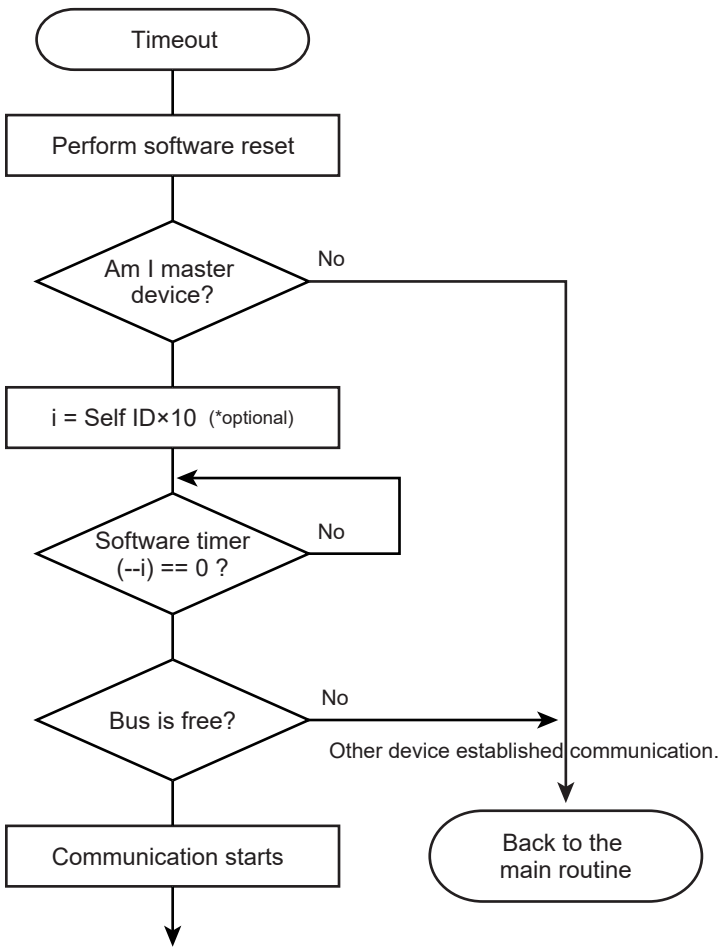 Timeout
Perform software reset
Am I master
device?
No
i = Self ID×10 (*optional)
Software timer
(--i) == 0 ?
No
Bus is free?
No
Other device established communication.
Communication starts
Back to the
main routine